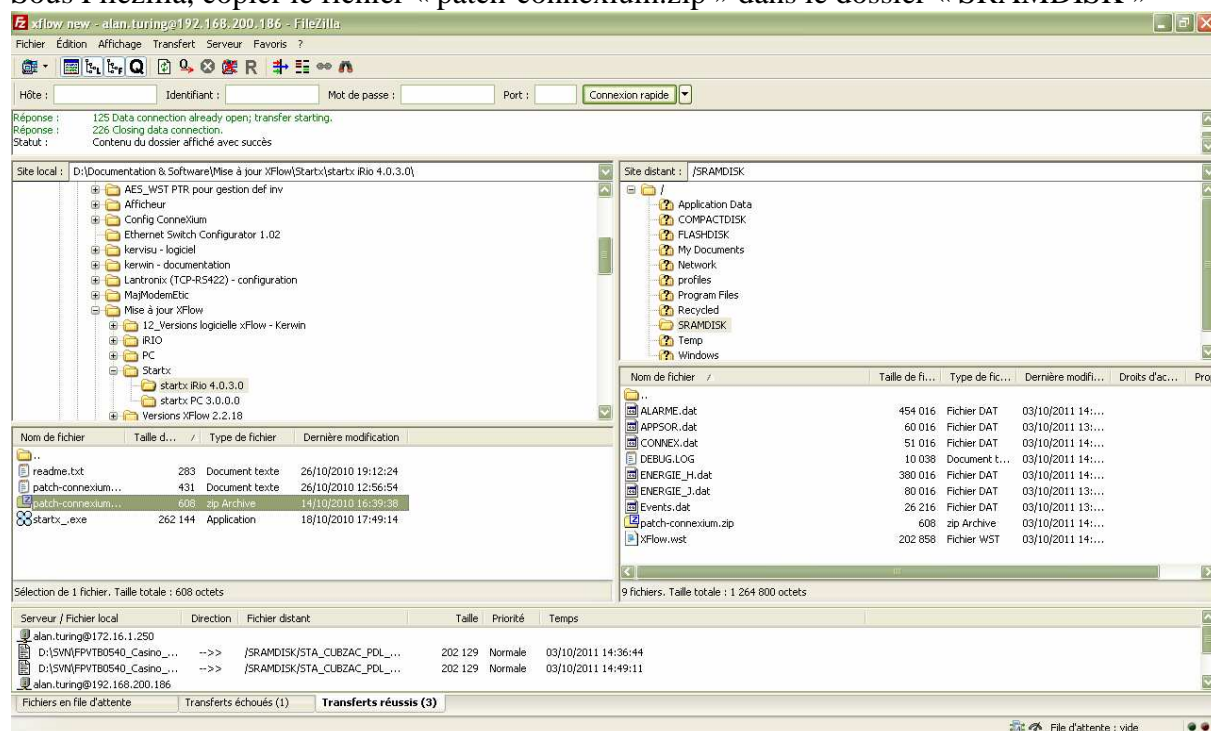 Sous Filezilla, copier le fichier « patch-connexium.zip » dans le dossier « SRAMDISK »
xflow new - alan.turing@192.168.200.186 - FileZilla
Fichier Édition Affichage Transfert Serveur Favoris ?
Hôte : Identifiant : Mot de passe : Port : Connexion rapide
Réponse : 125 Data connection already open; transfer starting.
Réponse : 226 Closing data connection.
Statut : Contenu du dossier affiché avec succès
Site local : D:\Documentation & Software\Mise à jour XFlow\Startx\startx iRio 4.0.3.0\
AES_WST PTR pour gestion def inv
Afficheur
Config ConneXium
Ethernet Switch Configurator 1.02
kervisu - logiciel
kerwin - documentation
Lantronix (TCP-RS422) - configuration
MajModemEtic
Mise à jour XFlow
12_Versions logicielle xFlow - Kerwin
iRIO
PC
Startx
startx iRio 4.0.3.0
startx PC 3.0.0.0
Versions XFlow 2.2.18
Nom de fichier Taille d... / Type de fichier Dernière modification
..
readme.txt 283 Document texte 26/10/2010 19:12:24
patch-connexium... 431 Document texte 26/10/2010 12:56:54
patch-connexium... 608 zip Archive 14/10/2010 16:39:38
startx_.exe 262 144 Application 18/10/2010 17:49:14
Sélection de 1 fichier. Taille totale : 608 octets
Site distant : /SRAMDISK
/
Application Data
COMPACTDISK
FLASHDISK
My Documents
Network
profiles
Program Files
Recycled
SRAMDISK
Temp
Windows
Nom de fichier / Taille de fi... Type de fic... Dernière modifi... Droits d'ac... Pro
..
ALARME.dat 454 016 Fichier DAT 03/10/2011 14:...
APPSOR.dat 60 016 Fichier DAT 03/10/2011 13:...
CONNEX.dat 51 016 Fichier DAT 03/10/2011 14:...
DEBUG.LOG 10 038 Document t... 03/10/2011 14:...
ENERGIE_H.dat 380 016 Fichier DAT 03/10/2011 14:...
ENERGIE_J.dat 80 016 Fichier DAT 03/10/2011 13:...
Events.dat 26 216 Fichier DAT 03/10/2011 13:...
patch-connexium.zip 608 zip Archive 03/10/2011 14:...
XFlow.wst 202 858 Fichier WST 03/10/2011 14:...
9 fichiers. Taille totale : 1 264 800 octets
Serveur / Fichier local Direction Fichier distant Taille Priorité Temps
alan.turing@172.16.1.250
D:\SVN\FPVTB0540_Casino_... -->> /SRAMDISK/STA_CUBZAC_PDL_... 202 129 Normale 03/10/2011 14:36:44
D:\SVN\FPVTB0540_Casino_... -->> /SRAMDISK/STA_CUBZAC_PDL_... 202 129 Normale 03/10/2011 14:49:11
alan.turing@192.168.200.186
Fichiers en file d'attente Transferts échoués (1) Transferts réussis (3)
File d'attente : vide